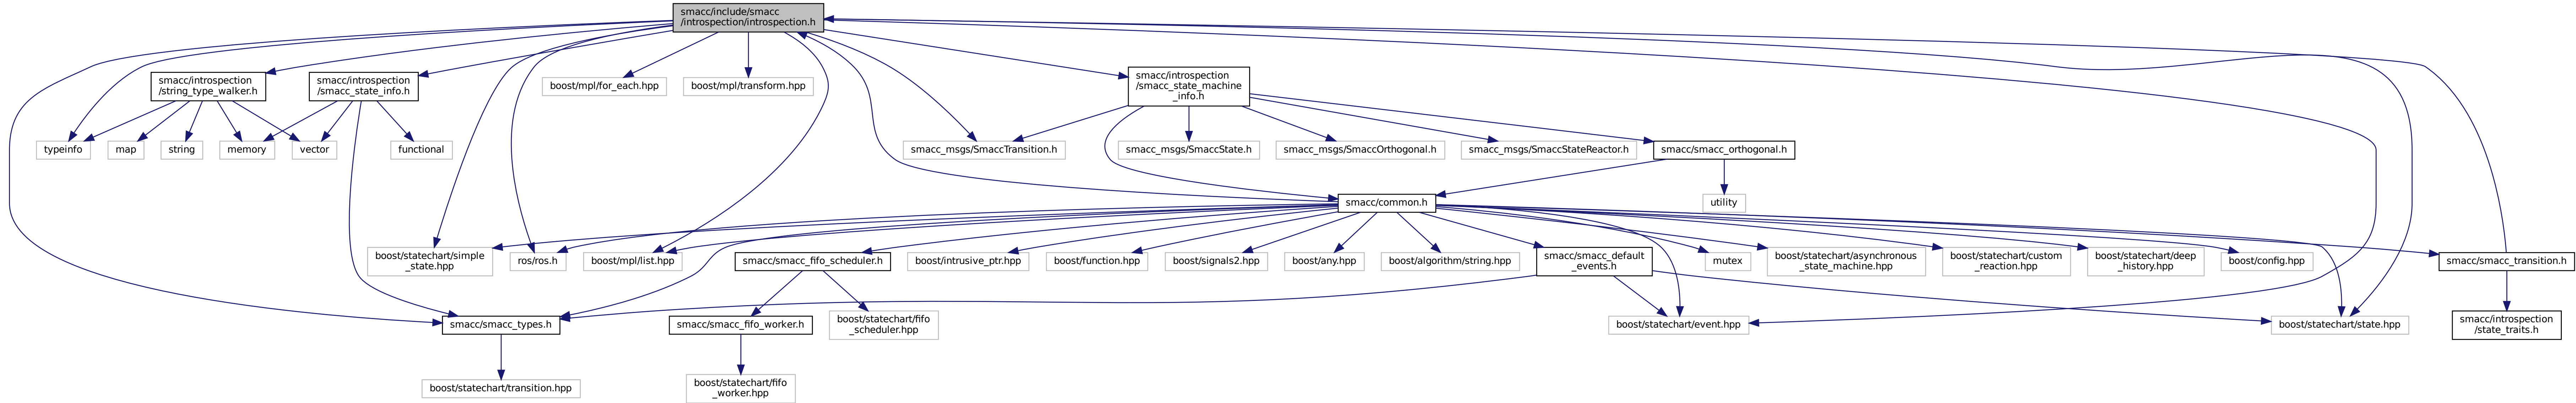 smacc/include/smacc
/introspection/introspection.h
smacc/introspection
/string_type_walker.h
smacc/introspection
/smacc_state_info.h
boost/mpl/for_each.hpp
boost/mpl/transform.hpp
smacc/introspection
/smacc_state_machine
_info.h
typeinfo
map
string
memory
vector
functional
smacc_msgs/SmaccTransition.h
smacc_msgs/SmaccState.h
smacc_msgs/SmaccOrthogonal.h
smacc_msgs/SmaccStateReactor.h
smacc/smacc_orthogonal.h
smacc/common.h
utility
boost/statechart/simple
_state.hpp
ros/ros.h
boost/mpl/list.hpp
smacc/smacc_fifo_scheduler.h
boost/intrusive_ptr.hpp
boost/function.hpp
boost/signals2.hpp
boost/any.hpp
boost/algorithm/string.hpp
smacc/smacc_default
_events.h
mutex
boost/statechart/asynchronous
_state_machine.hpp
boost/statechart/custom
_reaction.hpp
boost/statechart/deep
_history.hpp
boost/config.hpp
smacc/smacc_transition.h
smacc/smacc_types.h
smacc/smacc_fifo_worker.h
boost/statechart/fifo
_scheduler.hpp
boost/statechart/event.hpp
boost/statechart/state.hpp
smacc/introspection
/state_traits.h
boost/statechart/transition.hpp
boost/statechart/fifo
_worker.hpp